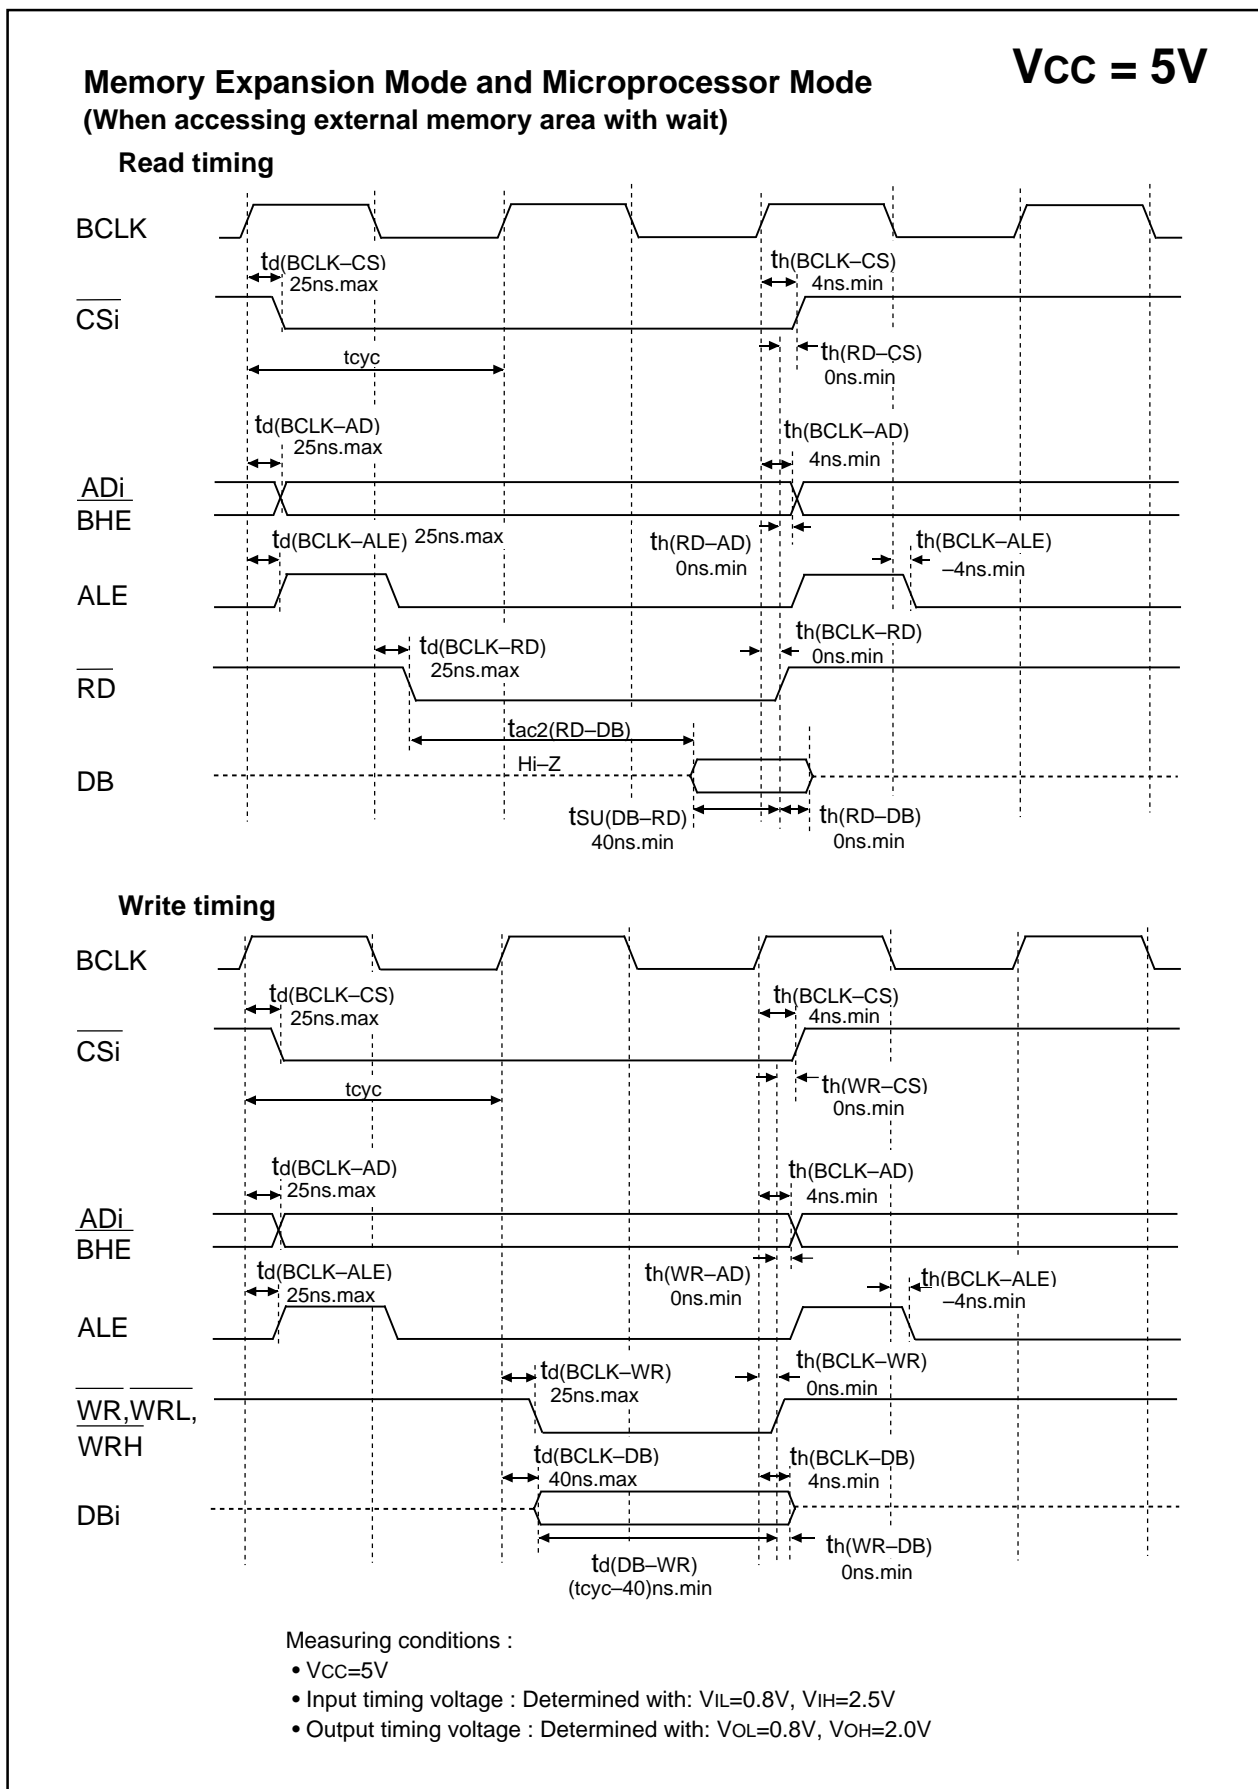 VCC = 5V
Memory Expansion Mode and Microprocessor Mode
(When accessing external memory area with wait)
Read timing
BCLK
td(BCLK–CS)
25ns.max
th(BCLK–CS)
4ns.min
CSi
tcyc
th(RD–CS)
0ns.min
td(BCLK–AD)
25ns.max
th(BCLK–AD)
4ns.min
ADi
BHE
td(BCLK–ALE) 25ns.max
th(RD–AD)
0ns.min
th(BCLK–ALE)
–4ns.min
ALE
td(BCLK–RD)
25ns.max
th(BCLK–RD)
0ns.min
RD
tac2(RD–DB)
Hi–Z
DB
tSU(DB–RD)
40ns.min
th(RD–DB)
0ns.min
Write timing
BCLK
td(BCLK–CS)
25ns.max
th(BCLK–CS)
4ns.min
CSi
tcyc
th(WR–CS)
0ns.min
td(BCLK–AD)
25ns.max
th(BCLK–AD)
4ns.min
ADi
BHE
td(BCLK–ALE)
25ns.max
th(WR–AD)
0ns.min
th(BCLK–ALE)
–4ns.min
ALE
td(BCLK–WR)
25ns.max
th(BCLK–WR)
0ns.min
WR,WRL,
WRH
td(BCLK–DB)
40ns.max
th(BCLK–DB)
4ns.min
DBi
td(DB–WR)
(tcyc–40)ns.min
th(WR–DB)
0ns.min
Measuring conditions :
• VCC=5V
• Input timing voltage : Determined with: VIL=0.8V, VIH=2.5V
• Output timing voltage : Determined with: VOL=0.8V, VOH=2.0V